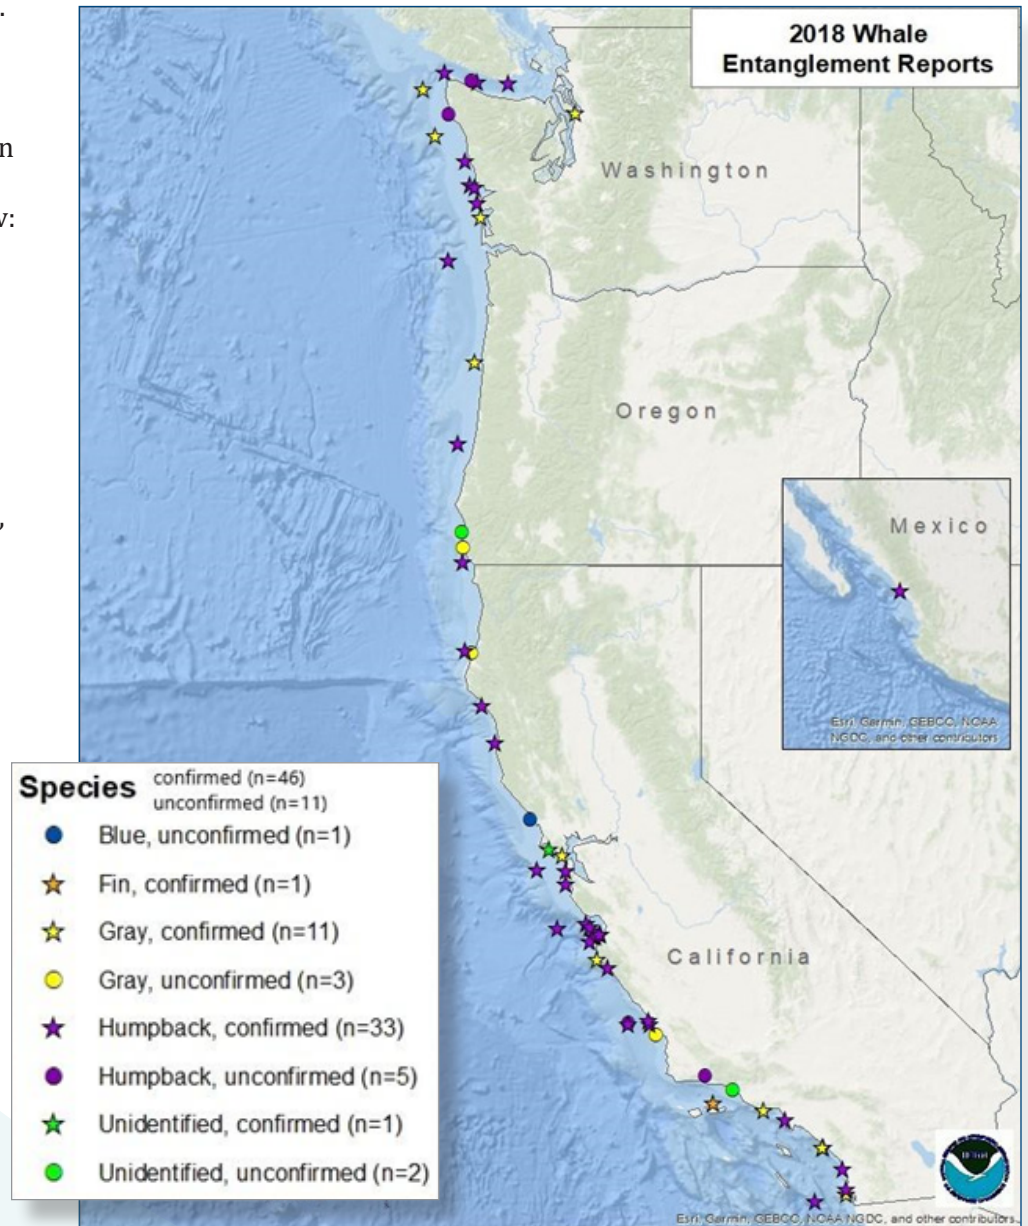 .
n
v:
,
2018 Whale
Entanglement Reports
Washington
Oregon
Mexico
Esri, Garmin, GEBCO, NOAA
NGDC, and other contributors
Species
confirmed (n=46)
unconfirmed (n=11)
Blue, unconfirmed (n=1)
Fin, confirmed (n=1)
Gray, confirmed (n=11)
Gray, unconfirmed (n=3)
Humpback, confirmed (n=33)
Humpback, unconfirmed (n=5)
Unidentified, confirmed (n=1)
Unidentified, unconfirmed (n=2)
California
Esri, Garmin, GEBCO, NOAA NGDC, and other contributors